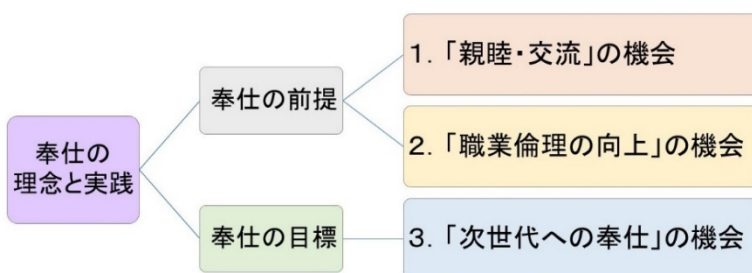 奉仕の
理念と実践
奉仕の前提
1. 「親睦・交流」の機会
2. 「職業倫理の向上」の機会
奉仕の目標
3. 「次世代への奉仕」の機会